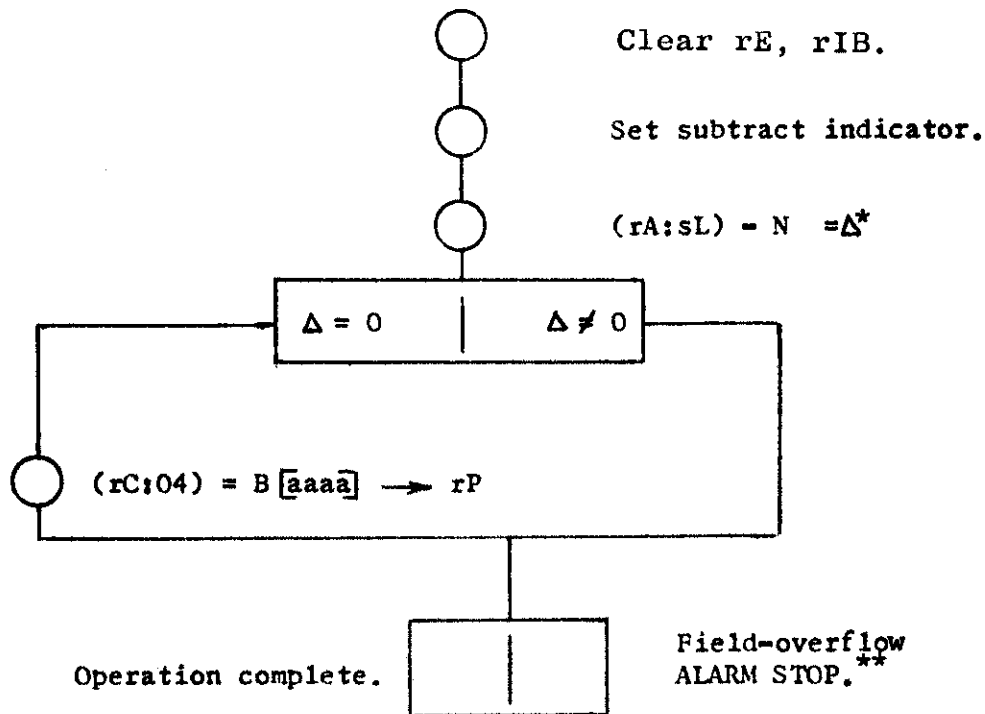 Clear rE, rIB.
Set subtract indicator.
(rA:sL) - N =Δ*
Δ = 0 | Δ ≠ 0
(rC:04) = B [aaaa] → rP
Operation complete.
Field-overflow
ALARM STOP.**